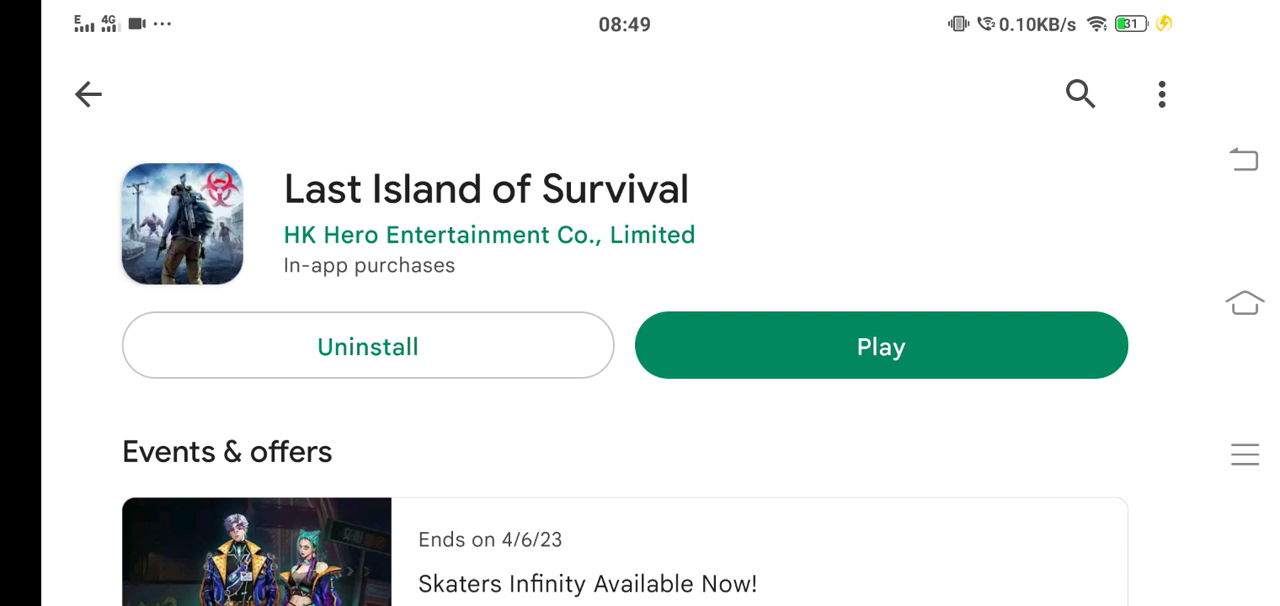 E 4G 08:49 0.10KB/s 31
Last Island of Survival
HK Hero Entertainment Co., Limited
In-app purchases
Uninstall Play
Events & offers
Ends on 4/6/23
Skaters Infinity Available Now!